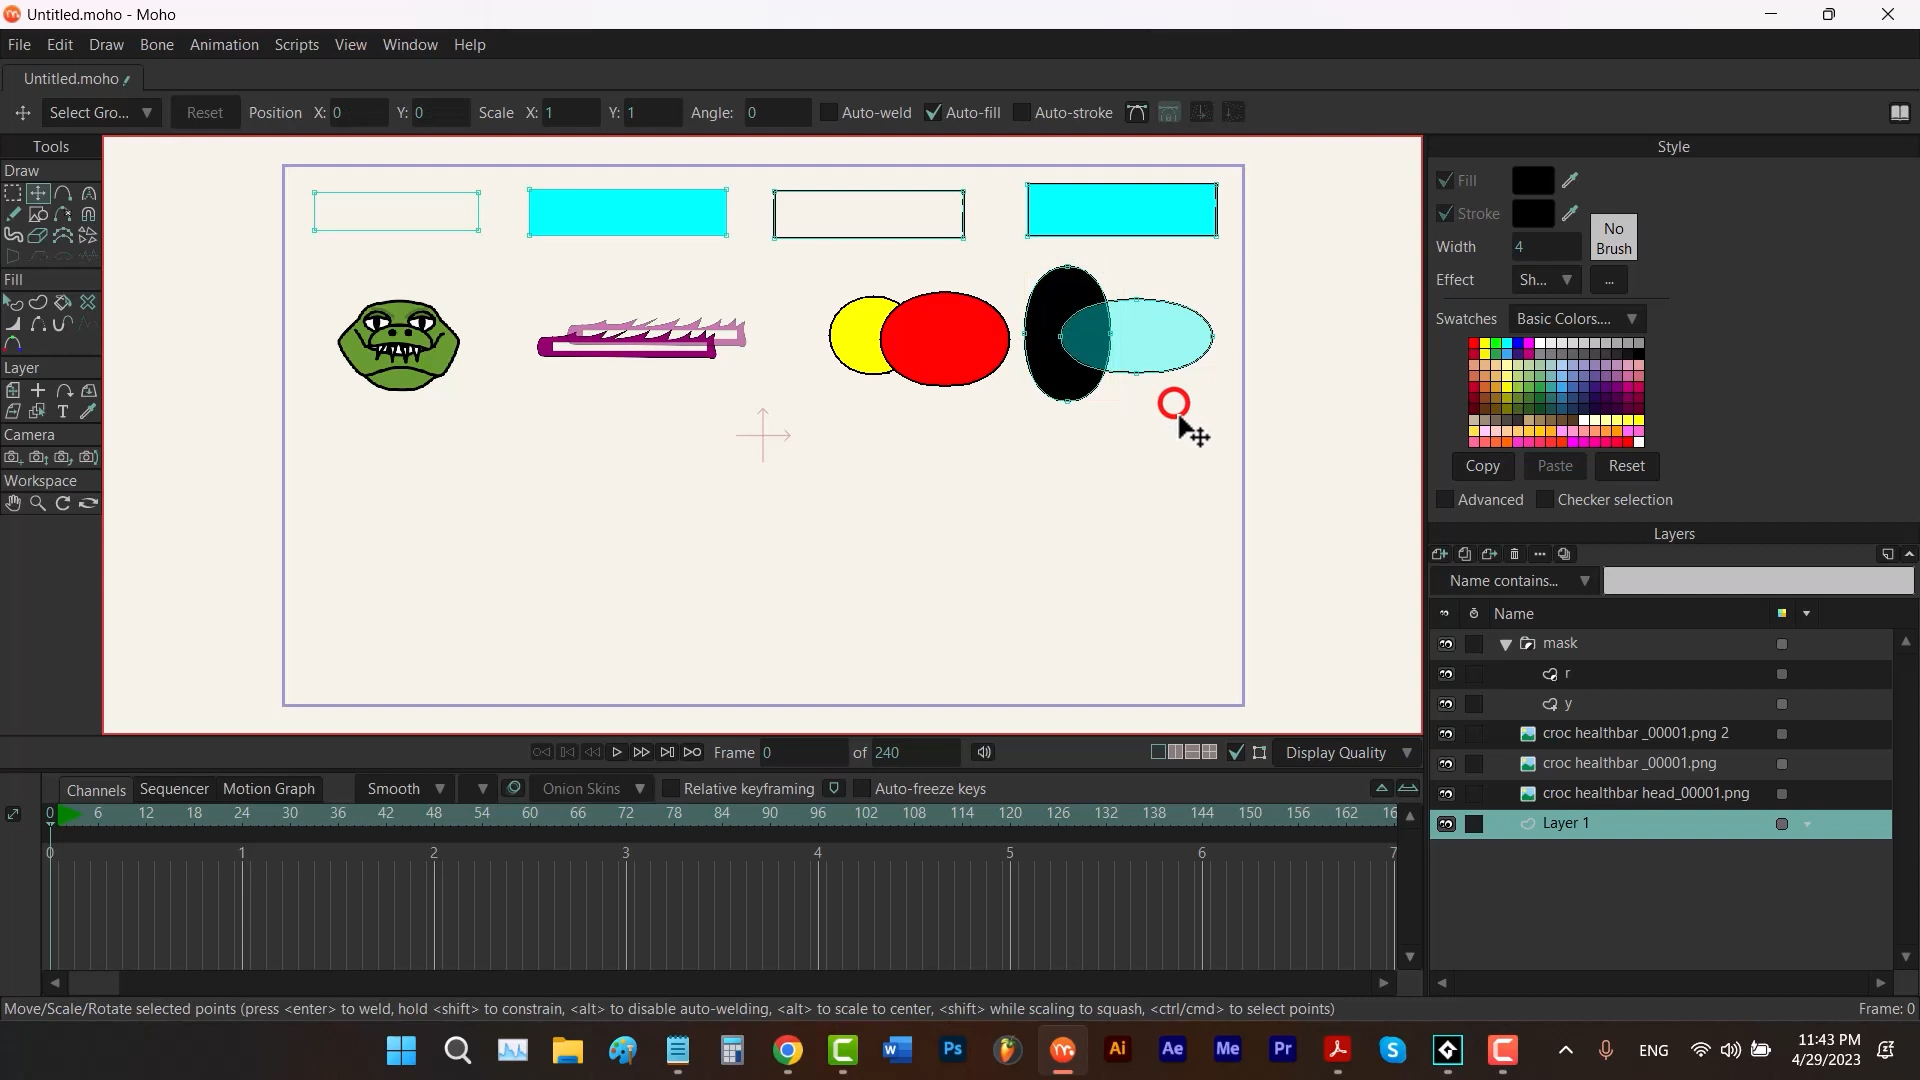 Untitled.moho - Moho
File Edit Draw Bone Animation Scripts View Window Help
Untitled.moho
Select Gro... Reset Position X: 0 Y: 0 Scale X: 1 Y: 1 Angle: 0 Auto-weld Auto-fill Auto-stroke
Tools
Draw
Fill
Layer
Camera
Workspace
Style
Fill
Stroke
No
Brush
Width 4
Effect Sh... ...
Swatches Basic Colors....
Copy Paste Reset
Advanced Checker selection
Layers
Name contains...
Name
mask
r
y
croc healthbar _00001.png 2
croc healthbar _00001.png
croc healthbar head_00001.png
Layer 1
Frame 0 of 240 Display Quality
Channels Sequencer Motion Graph Smooth Onion Skins Relative keyframing Auto-freeze keys
0 6 12 18 24 30 36 42 48 54 60 66 72 78 84 90 96 102 108 114 120 126 132 138 144 150 156 162 16
0 1 2 3 4 5 6 7
Move/Scale/Rotate selected points (press <enter> to weld, hold <shift> to constrain, <alt> to disable auto-welding, <alt> to scale to center, <shift> while scaling to squash, <ctrl/cmd> to select points) Frame: 0
Ps Ai Ae Me Pr
ENG
11:43 PM
4/29/2023